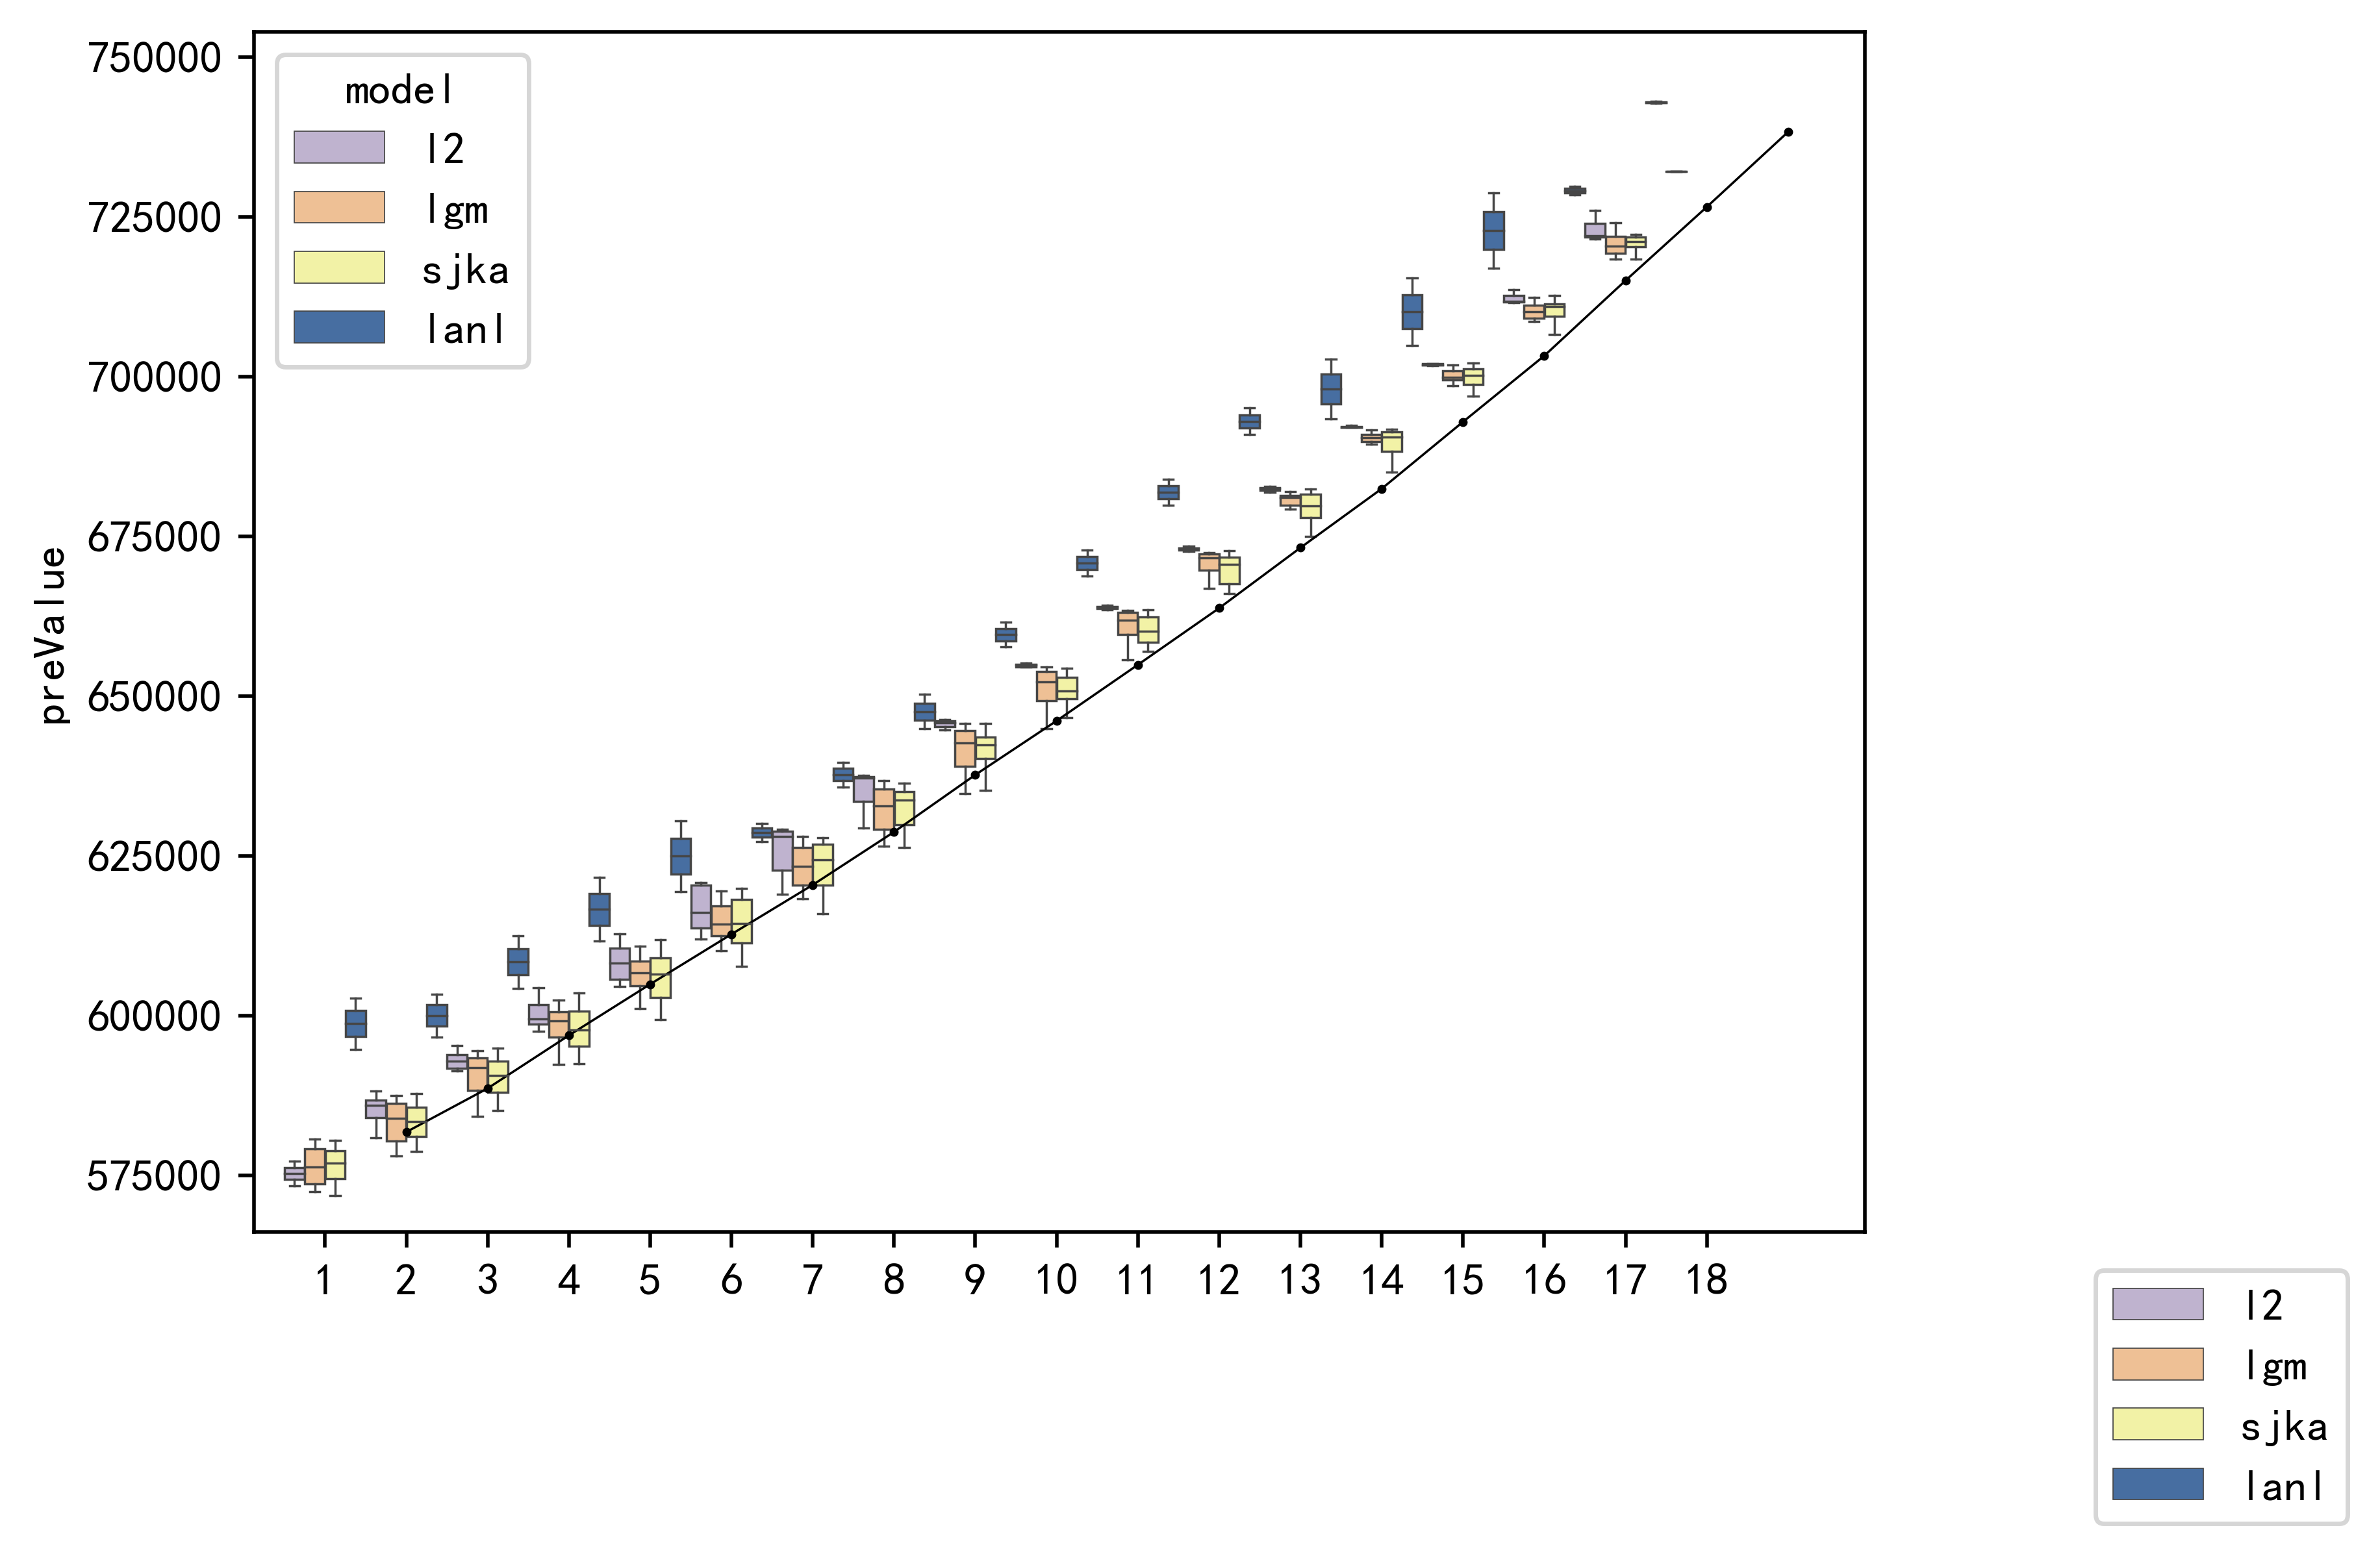 model
l2
lgm
sjka
lanl
preValue
750000
725000
700000
675000
650000
625000
600000
575000
1 2 3 4 5 6 7 8 9 10 11 12 13 14 15 16 17 18
l2
lgm
sjka
lanl